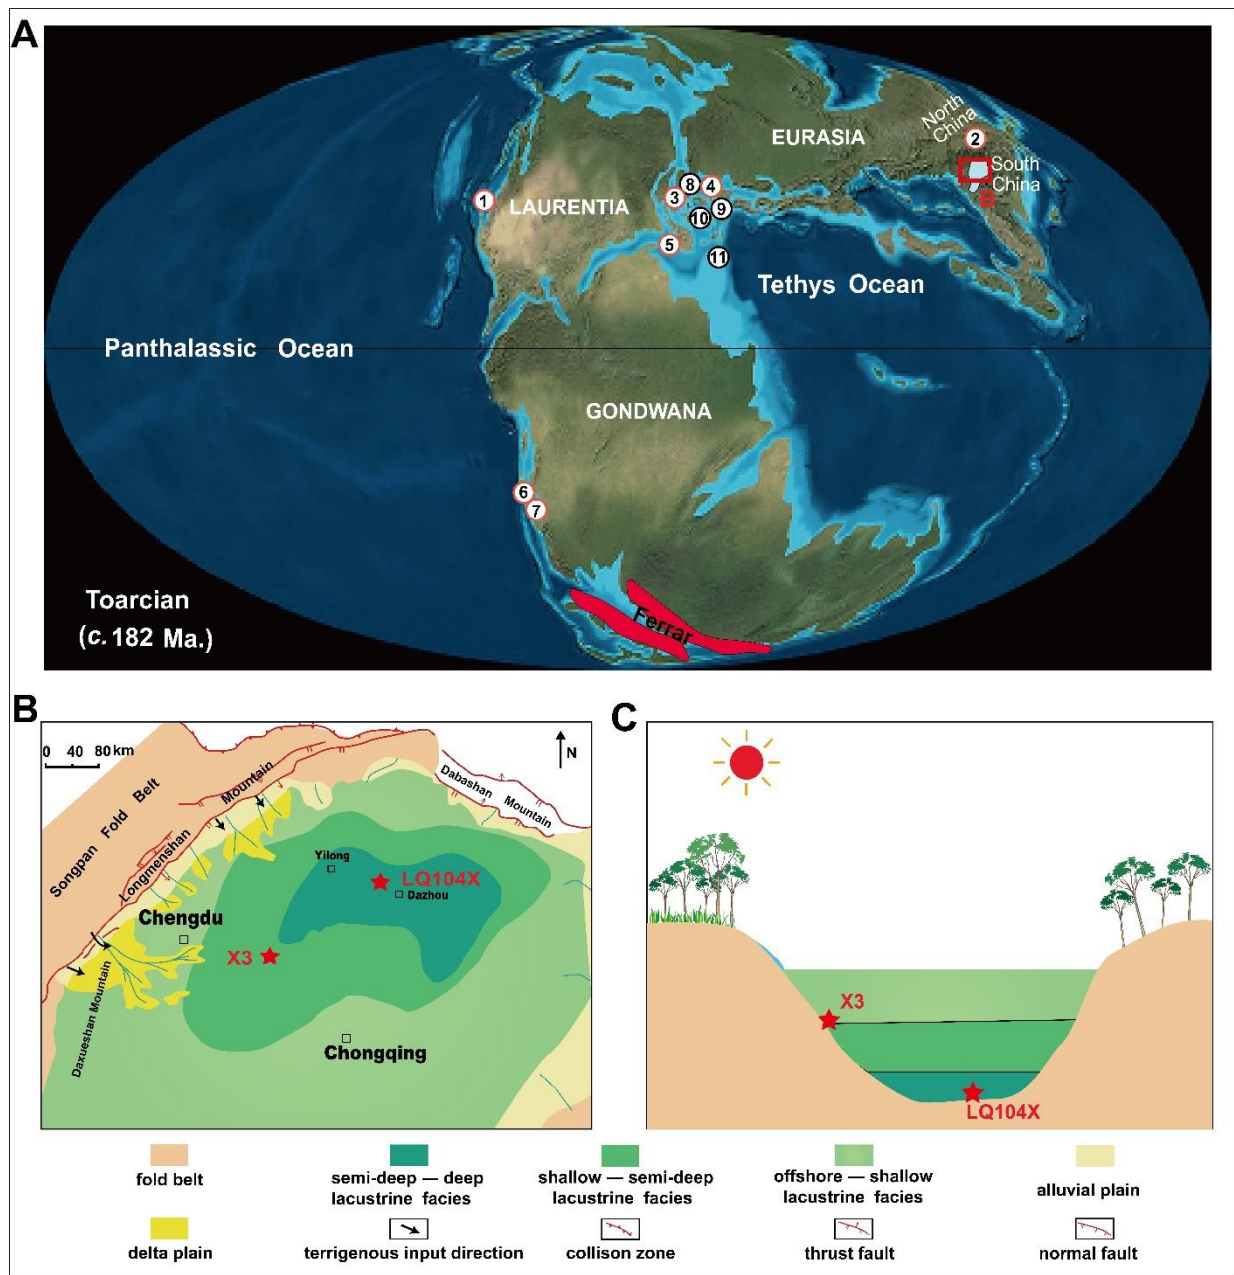 A
North
China
EURASIA
2
South
China
B
1
LAURENTIA
3
8
4
9
10
5
11
Tethys Ocean
Panthalassic Ocean
GONDWANA
6
7
Toarcian
(c. 182 Ma.)
Ferrar
B
0 40 80 km
N
Songpan Fold Belt
Longmenshan Mountain
Dabashan Mountain
Yilong
LQ104X
Dazhou
Chengdu
X3
Daxueshan Mountain
Chongqing
C
X3
LQ104X
fold belt
semi-deep — deep
lacustrine facies
shallow — semi-deep
lacustrine facies
offshore — shallow
lacustrine facies
alluvial plain
delta plain
terrigenous input direction
collison zone
thrust fault
normal fault